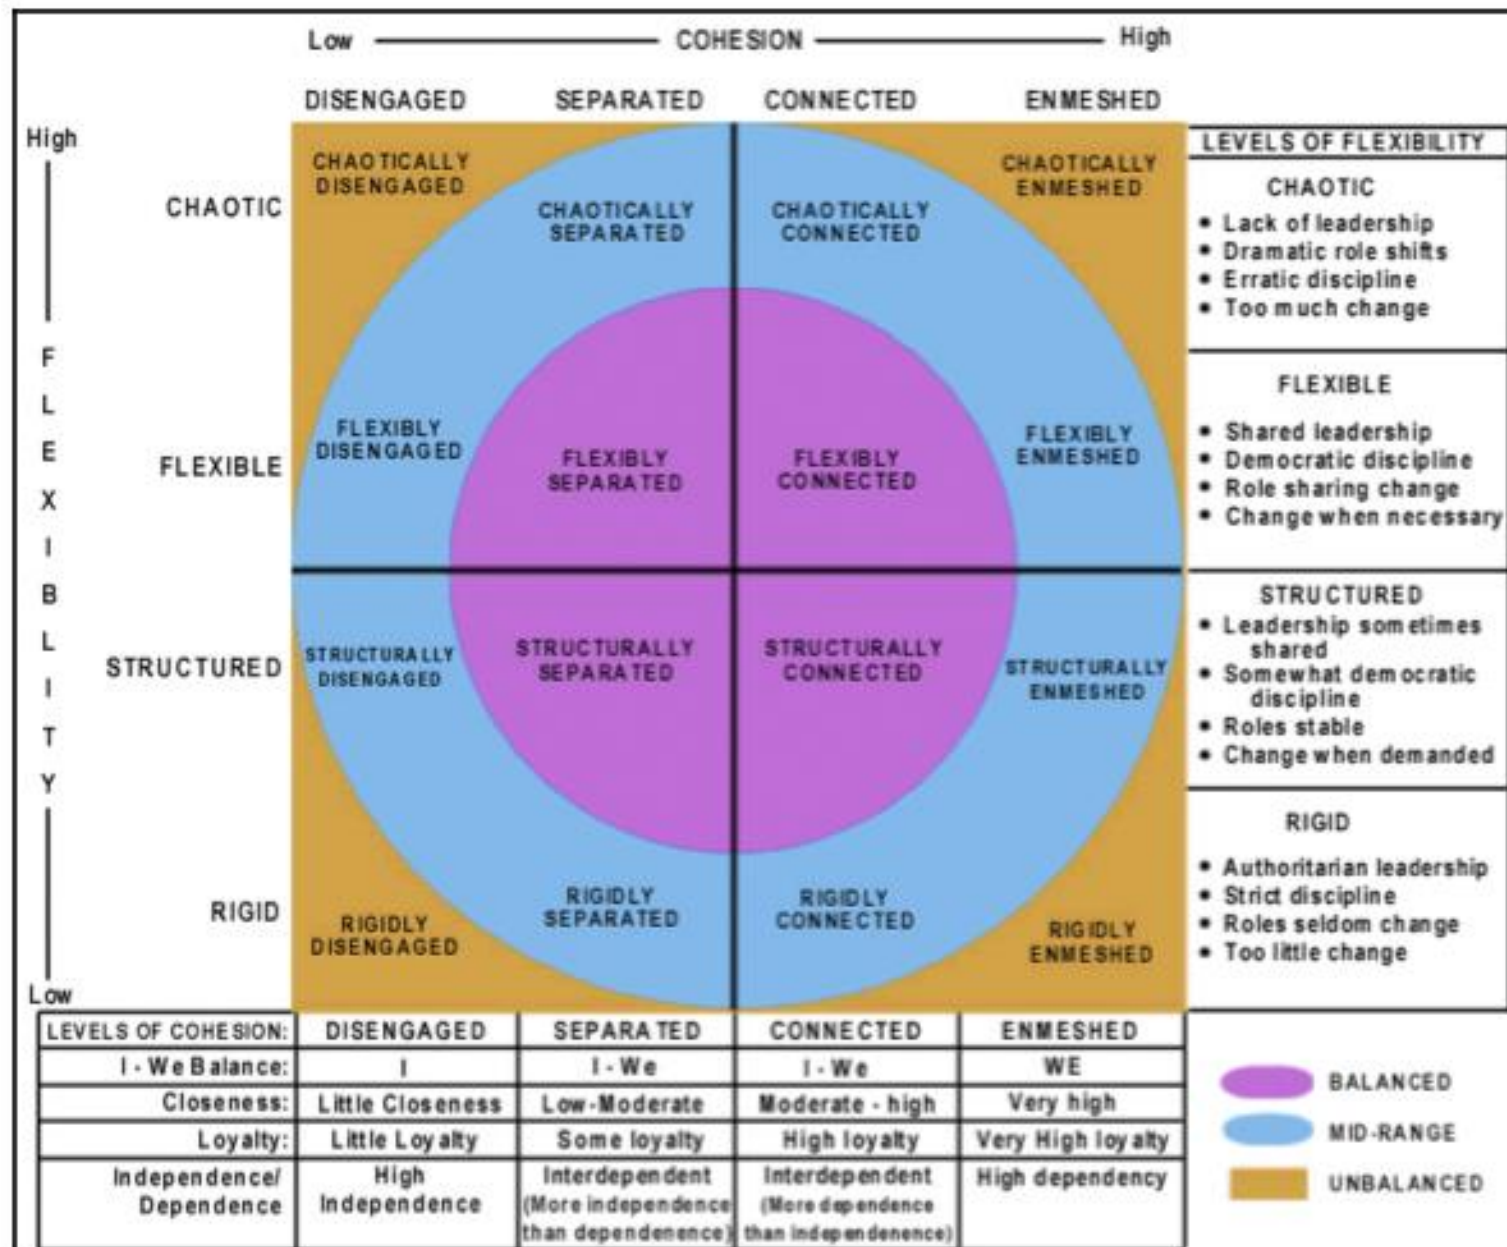 Low COHESION High
DISENGAGED SEPARATED CONNECTED ENMESHED
High
CHAOTIC
FLEXIBLE
STRUCTURED
RIGID
Low
F
L
E
X
I
B
L
I
T
Y
CHAOTICALLY
DISENGAGED
CHAOTICALLY
SEPARATED
CHAOTICALLY
CONNECTED
CHAOTICALLY
ENMESHED
FLEXIBLY
DISENGAGED
FLEXIBLY
SEPARATED
FLEXIBLY
CONNECTED
FLEXIBLY
ENMESHED
STRUCTURALLY
DISENGAGED
STRUCTURALLY
SEPARATED
STRUCTURALLY
CONNECTED
STRUCTURALLY
ENMESHED
RIGIDLY
DISENGAGED
RIGIDLY
SEPARATED
RIGIDLY
CONNECTED
RIGIDLY
ENMESHED
LEVELS OF FLEXIBILITY
CHAOTIC
• Lack of leadership
• Dramatic role shifts
• Erratic discipline
• Too much change
FLEXIBLE
• Shared leadership
• Democratic discipline
• Role sharing change
• Change when necessary
STRUCTURED
• Leadership sometimes
shared
• Somewhat democratic
discipline
• Roles stable
• Change when demanded
RIGID
• Authoritarian leadership
• Strict discipline
• Roles seldom change
• Too little change
LEVELS OF COHESION: DISENGAGED SEPARATED CONNECTED ENMESHED
I - We Balance: I I - We I - We WE
Closeness: Little Closeness Low-Moderate Moderate - high Very high
Loyalty: Little Loyalty Some loyalty High loyalty Very High loyalty
Independence/
Dependence
High
Independence
Interdependent
(More independence
than dependenence)
Interdependent
(More dependence
than independenence)
High dependency
BALANCED
MID-RANGE
UNBALANCED